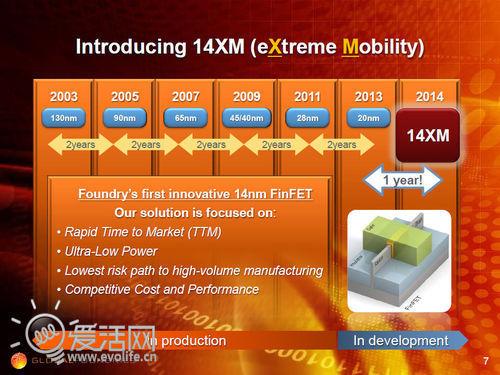 Introducing 14XM (eXtreme Mobility)
2003 2005 2007 2009 2011 2013 2014
130nm 90nm 65nm 45/40nm 28nm 20nm
14XM
2years 2years 2years 2years 2years
1 year!
Foundry's first innovative 14nm FinFET
Our solution is focused on:
• Rapid Time to Market (TTM)
• Ultra-Low Power
• Lowest risk path to high-volume manufacturing
• Competitive Cost and Performance
FinFET
In production
In development
爱活网
www.evolife.cn
7